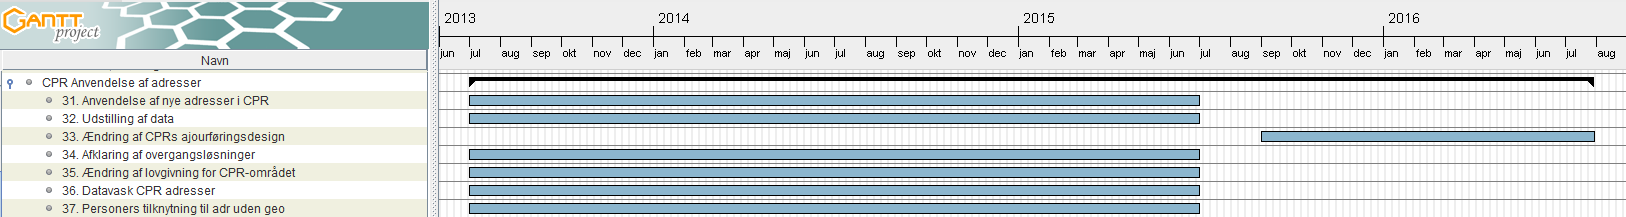 GANTT
project
2013 2014 2015 2016
Navn
jun jul aug sep okt nov dec jan feb mar apr maj jun jul aug sep okt nov dec jan feb mar apr maj jun jul aug sep okt nov dec jan feb mar apr maj jun jul aug
CPR Anvendelse af adresser
31. Anvendelse af nye adresser i CPR
32. Udstilling af data
33. Ændring af CPRs ajourføringsdesign
34. Afklaring af overgangsløsninger
35. Ændring af lovgivning for CPR-området
36. Datavask CPR adresser
37. Personers tilknytning til adr uden geo